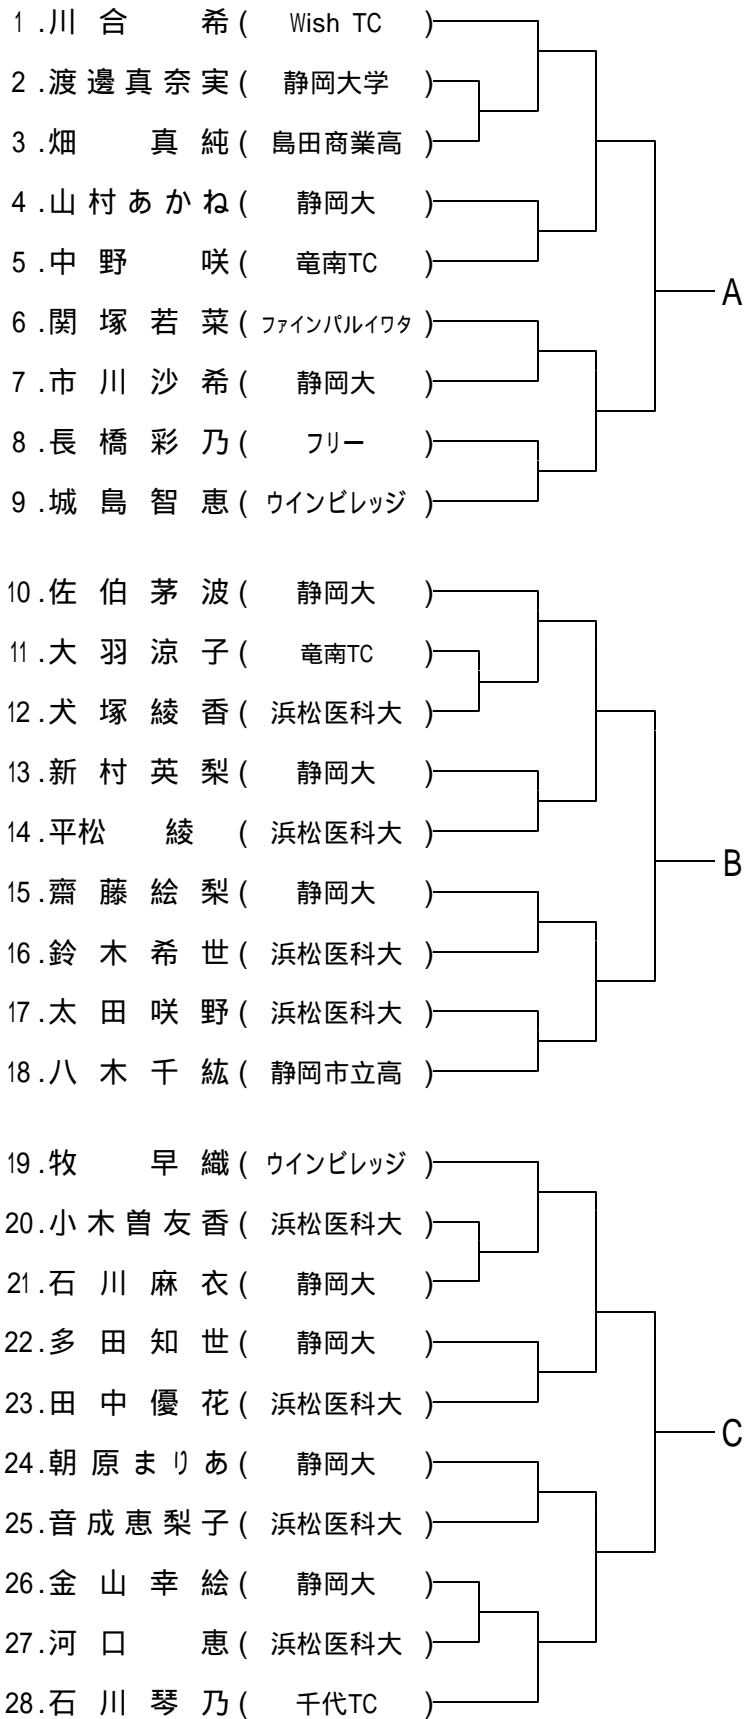 1.川合 希( Wish TC )
2.渡邊真奈実( 静岡大学 )
3.畑 真純( 島田商業高 )
4.山村あかね( 静岡大 )
5.中野 咲( 竜南TC )
A
6.関塚若菜( ファインパルイワタ )
7.市川沙希( 静岡大 )
8.長橋彩乃( フリー )
9.城島智恵( ウインビレッジ )
10.佐伯茅波( 静岡大 )
11.大羽涼子( 竜南TC )
12.犬塚綾香( 浜松医科大 )
13.新村英梨( 静岡大 )
14.平松 綾 ( 浜松医科大 )
B
15.齋藤絵梨( 静岡大 )
16.鈴木希世( 浜松医科大 )
17.太田咲野( 浜松医科大 )
18.八木千紘( 静岡市立高 )
19.牧 早織( ウインビレッジ )
20.小木曽友香( 浜松医科大 )
21.石川麻衣( 静岡大 )
22.多田知世( 静岡大 )
23.田中優花( 浜松医科大 )
C
24.朝原まりあ( 静岡大 )
25.音成恵梨子( 浜松医科大 )
26.金山幸絵( 静岡大 )
27.河口 恵( 浜松医科大 )
28.石川琴乃( 千代TC )